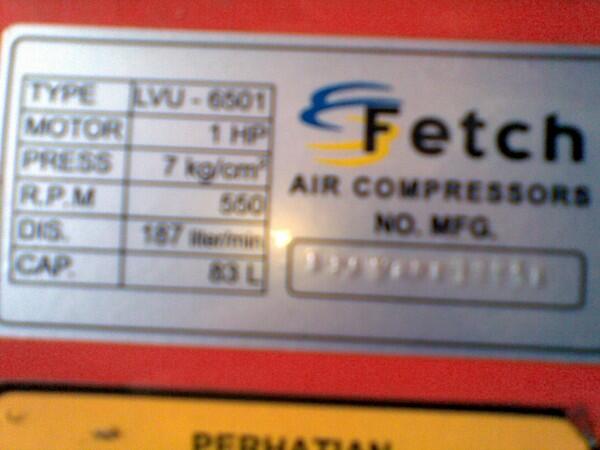 TYPE LVU - 6501
MOTOR 1 HP
PRESS 7 kg/cm²
R.P.M 550
DIS. 187 liter/min.
CAP. 83 L
Fetch
AIR COMPRESSORS
NO. MFG.
PERHATIAN